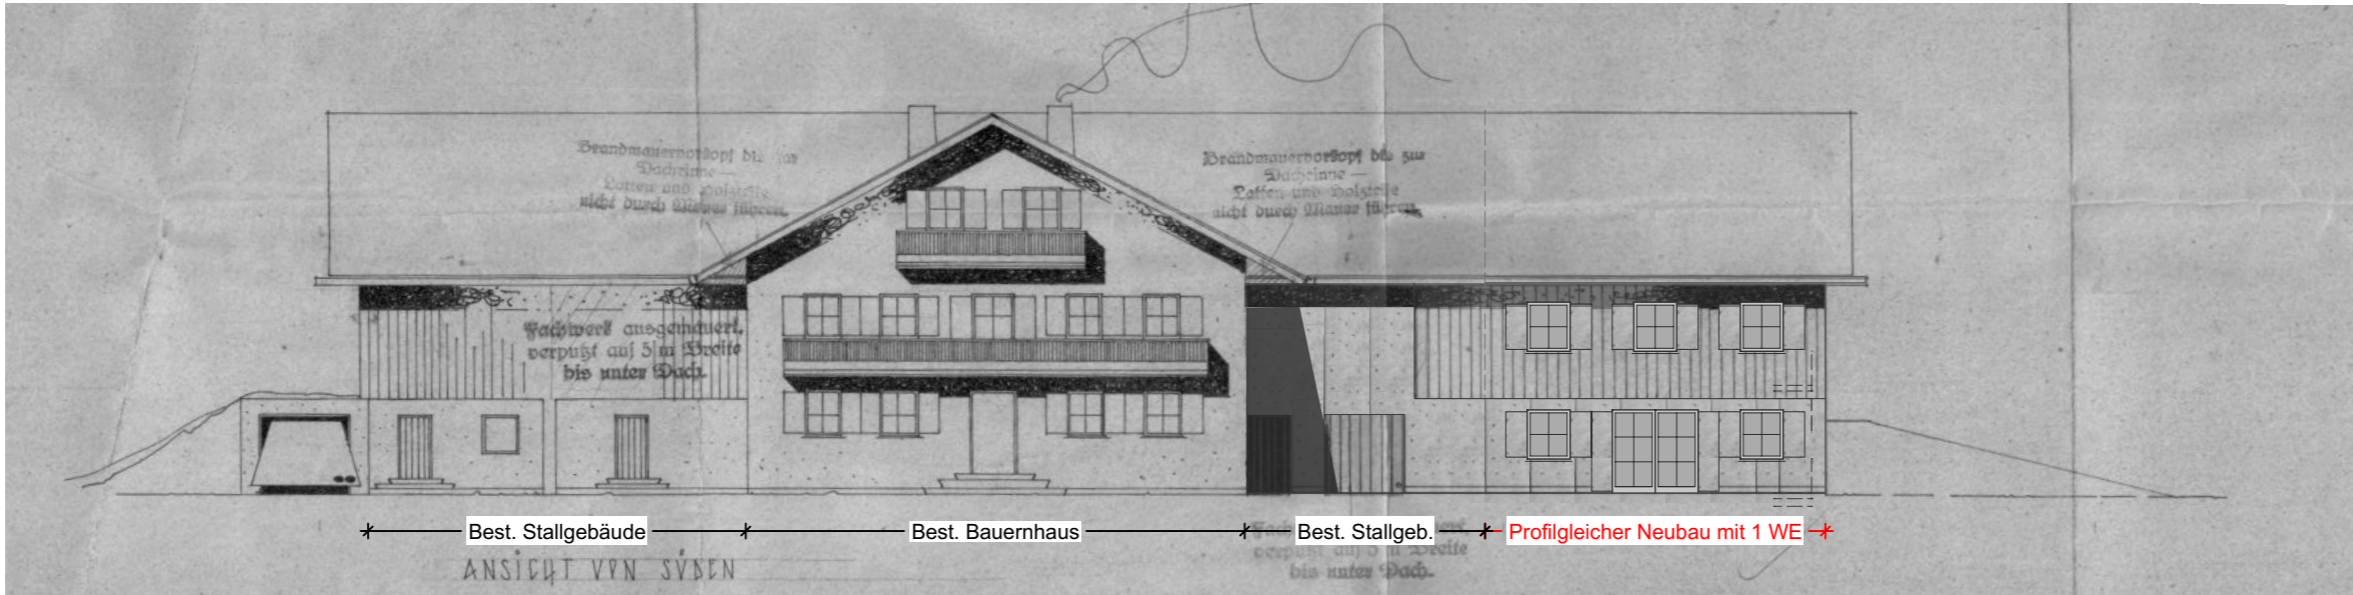 Brandmauervorkopf bis zur
Dachrinne —
Latten und Holzteile
nicht durch Mauer führen.
Brandmauervorkopf bis zur
Dachrinne —
Latten und Holzteile
nicht durch Mauer führen.
Fachwerk ausgemauert,
verputzt auf 5 m Breite
bis unter Dach.
Best. Stallgebäude
Best. Bauernhaus
Best. Stallgeb.
Profilgleicher Neubau mit 1 WE
verputzt auf 5 m Breite
bis unter Dach.
ANSICHT VON SÜDEN